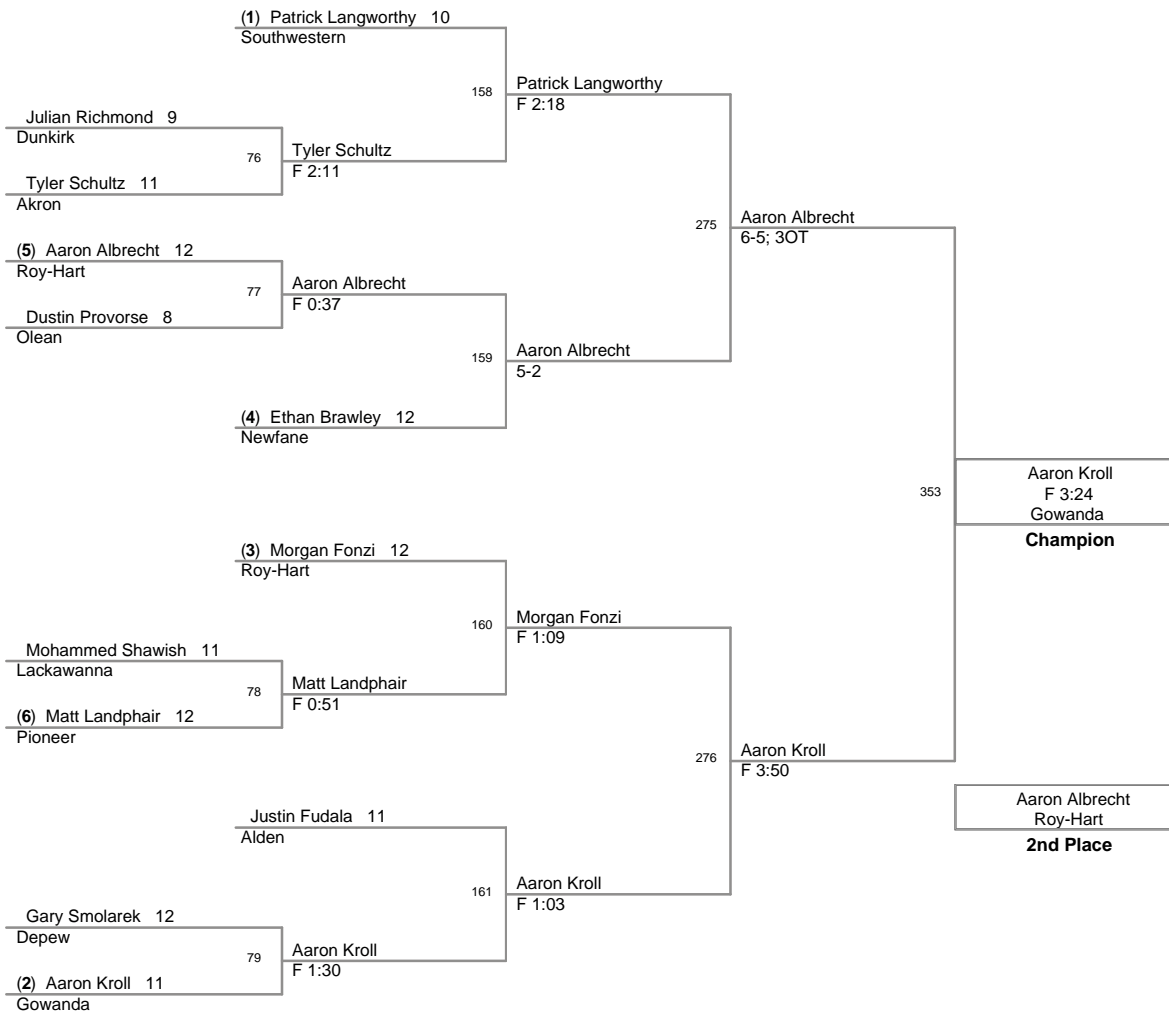 (1) Patrick Langworthy 10
Southwestern
158
Patrick Langworthy
F 2:18
Julian Richmond 9
Dunkirk
76
Tyler Schultz
F 2:11
Tyler Schultz 11
Akron
275
Aaron Albrecht
6-5; 3OT
(5) Aaron Albrecht 12
Roy-Hart
77
Aaron Albrecht
F 0:37
Dustin Provorse 8
Olean
159
Aaron Albrecht
5-2
(4) Ethan Brawley 12
Newfane
353
Aaron Kroll
F 3:24
Gowanda
Champion
(3) Morgan Fonzi 12
Roy-Hart
160
Morgan Fonzi
F 1:09
Mohammed Shawish 11
Lackawanna
78
Matt Landphair
F 0:51
(6) Matt Landphair 12
Pioneer
276
Aaron Kroll
F 3:50
Justin Fudala 11
Alden
Aaron Albrecht
Roy-Hart
2nd Place
161
Aaron Kroll
F 1:03
Gary Smolarek 12
Depew
79
Aaron Kroll
F 1:30
(2) Aaron Kroll 11
Gowanda